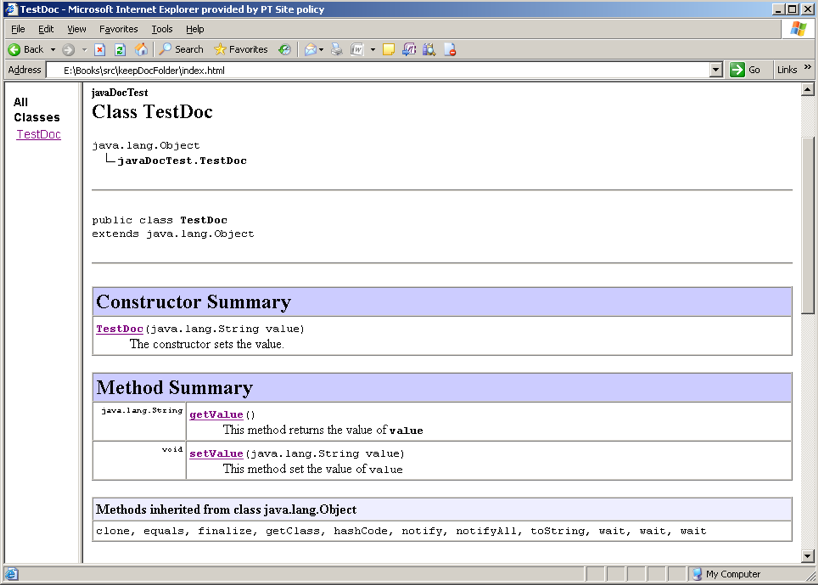 TestDoc - Microsoft Internet Explorer provided by PT Site policy
File Edit View Favorites Tools Help
Back Search Favorites
Address E:\Books\src\keepDocFolder\index.html Go Links »
All
Classes
TestDoc
javaDocTest
Class TestDoc
java.lang.Object
javaDocTest.TestDoc
public class TestDoc
extends java.lang.Object
Constructor Summary
TestDoc(java.lang.String value)
The constructor sets the value.
Method Summary
java.lang.String getValue()
This method returns the value of value
void setValue(java.lang.String value)
This method set the value of value
Methods inherited from class java.lang.Object
clone, equals, finalize, getClass, hashCode, notify, notifyAll, toString, wait, wait, wait
My Computer